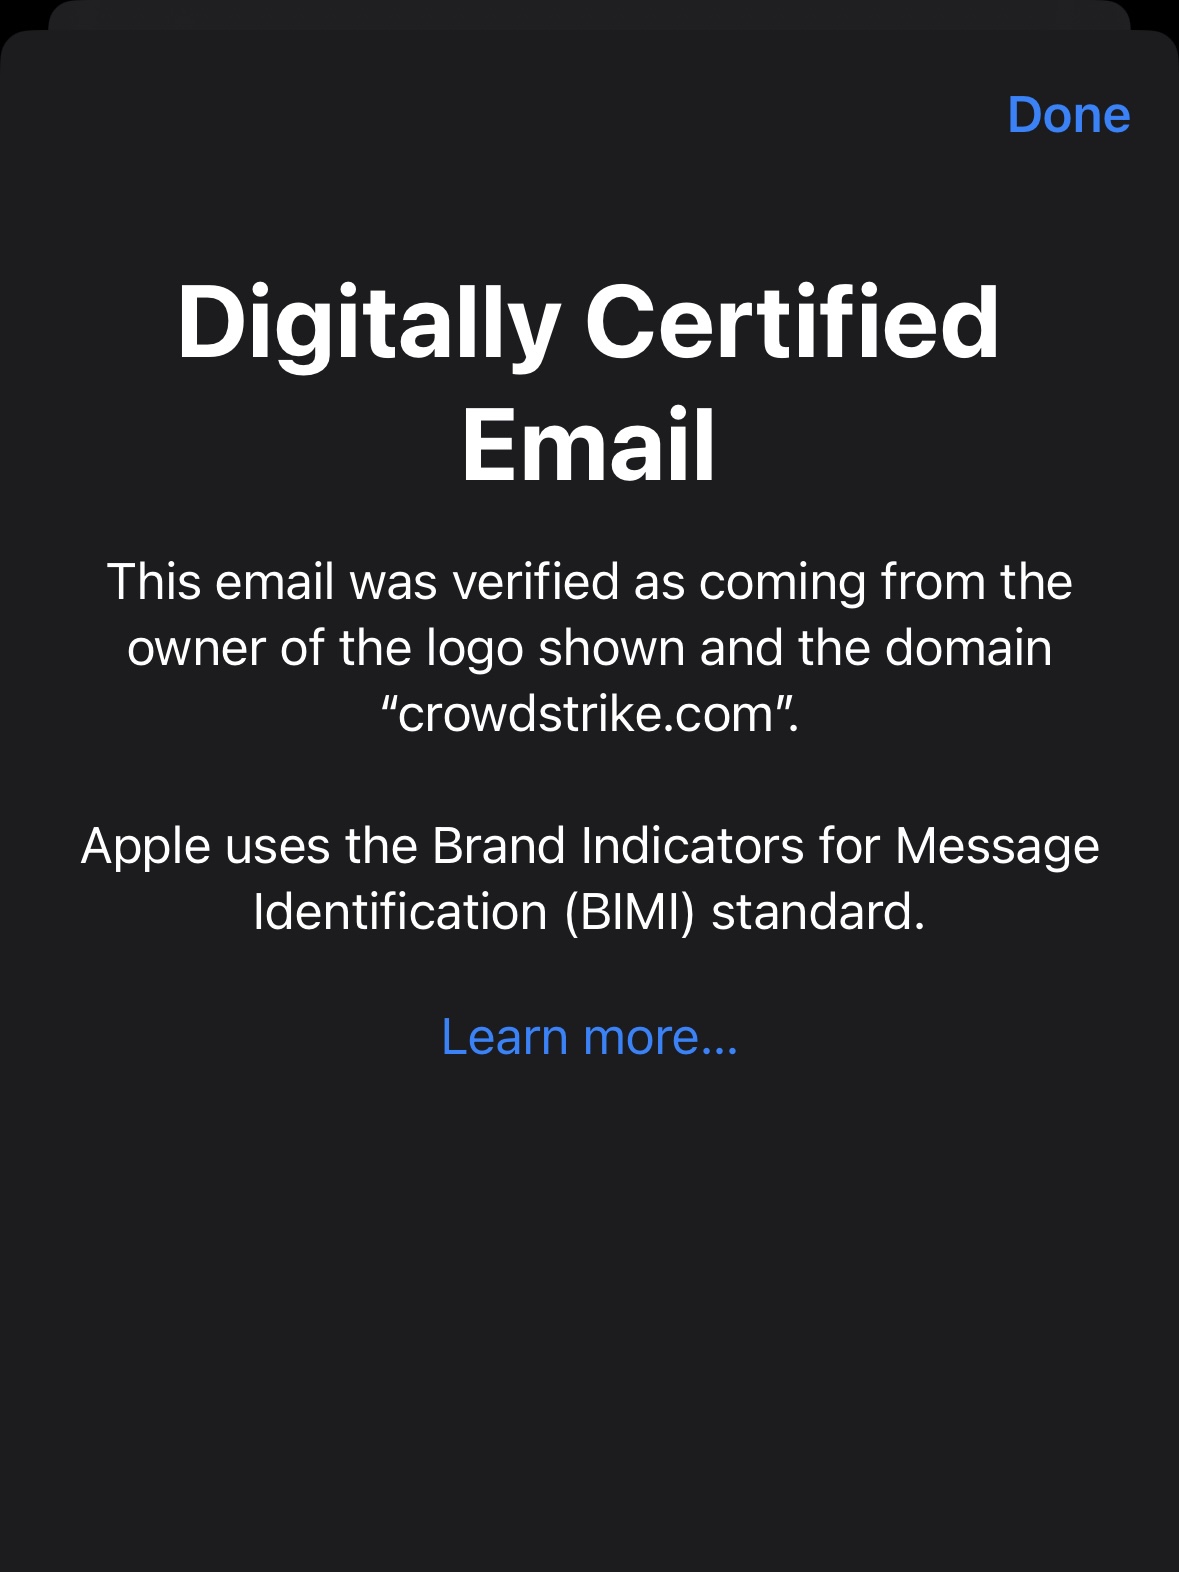 Done
Digitally Certified
Email
This email was verified as coming from the
owner of the logo shown and the domain
“crowdstrike.com”.
Apple uses the Brand Indicators for Message
Identification (BIMI) standard.
Learn more...